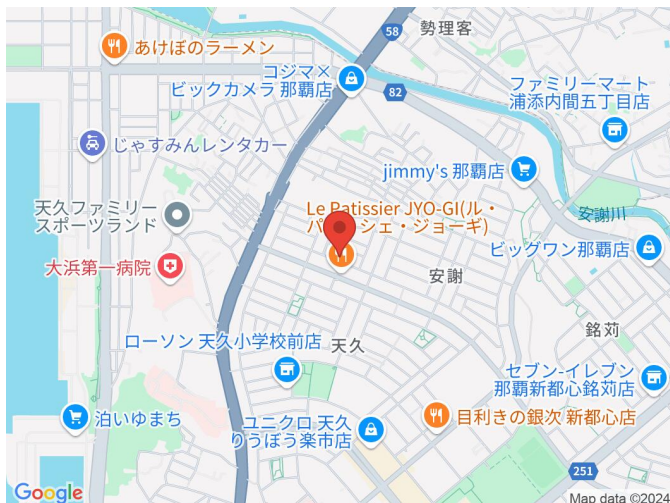 58
勢理客
あけぼのラーメン
コジマ×
ビックカメラ 那覇店
82
ファミリーマート
浦添内間五丁目店
じゃすみんレンタカー
jimmy's 那覇店
天久ファミリー
スポーツランド
Le Patissier JYO-GI(ル・
パ シェ・ジョーギ)
安謝川
大浜第一病院
安謝
ビッグワン那覇店
ローソン 天久小学校前店
天久
銘苅
セブン-イレブン
那覇新都心銘苅店
泊いゆまち
ユニクロ 天久
りうぼう楽市店
目利きの銀次 新都心店
251
Google
Map data ©2024